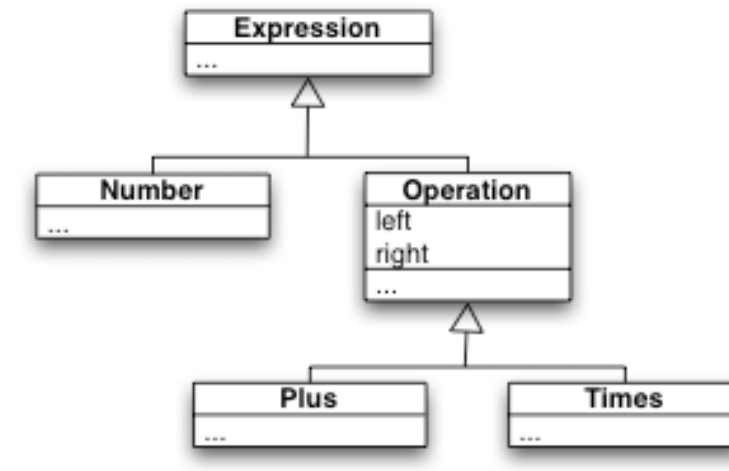 Expression
...
Number
...
Operation
left
right
...
Plus
...
Times
...